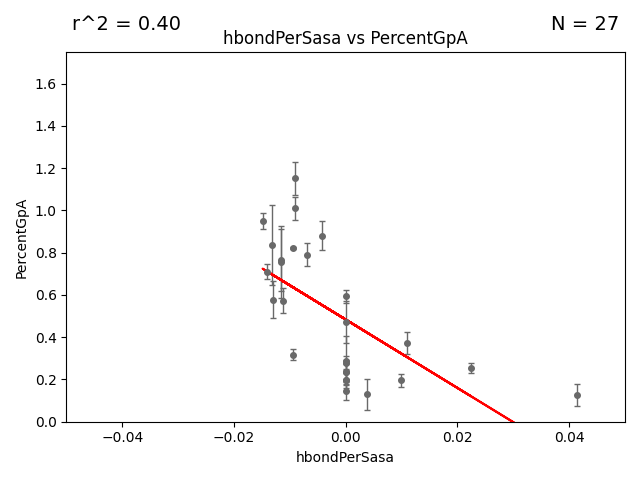 r^2 = 0.40
N = 27
hbondPerSasa vs PercentGpA
PercentGpA
1.6
1.4
1.2
1.0
0.8
0.6
0.4
0.2
0.0
−0.04
−0.02
0.00
0.02
0.04
hbondPerSasa